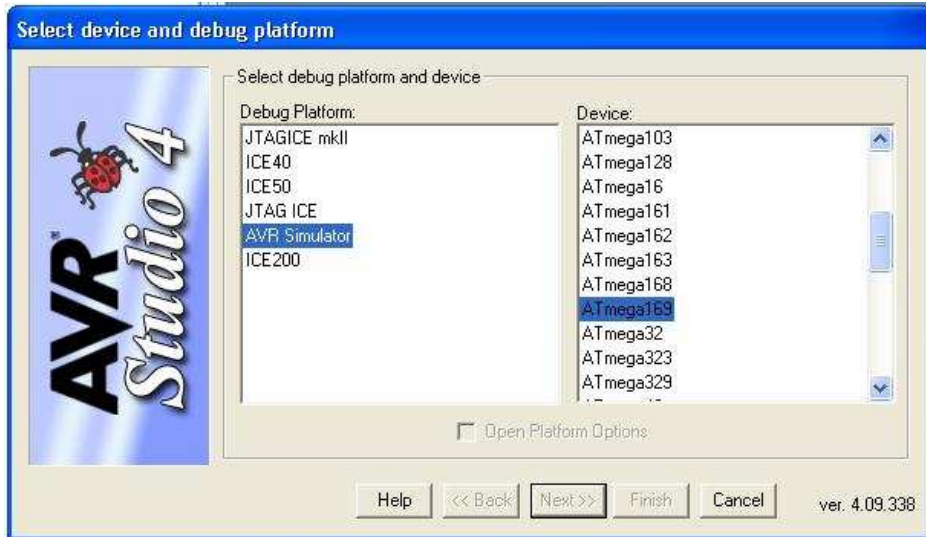 Select device and debug platform
AVR®
Studio 4
Select debug platform and device
Debug Platform:
JTAGICE mkII
ICE40
ICE50
JTAG ICE
AVR Simulator
ICE200
Device:
ATmega103
ATmega128
ATmega16
ATmega161
ATmega162
ATmega163
ATmega168
ATmega169
ATmega32
ATmega323
ATmega329
Open Platform Options
Help
<< Back
Next >>
Finish
Cancel
ver. 4.09.338